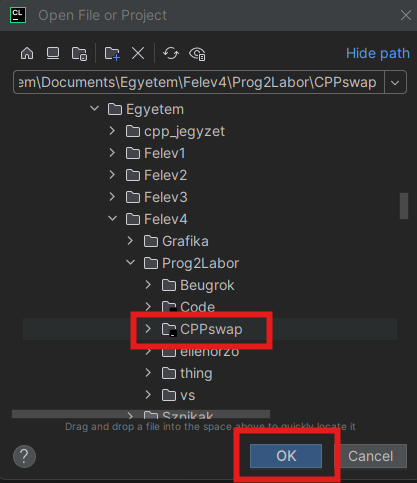 CL Open File or Project
Hide path
em\Documents\Egyetem\Felev4\Prog2Labor\CPPswap
Egyetem
cpp_jegyzet
Felev1
Felev2
Felev3
Felev4
Grafika
Prog2Labor
Beugrok
Code
CPPswap
ellenorzo
thing
vs
Sznikak
Drag and drop a file into the space above to quickly locate it
? OK Cancel